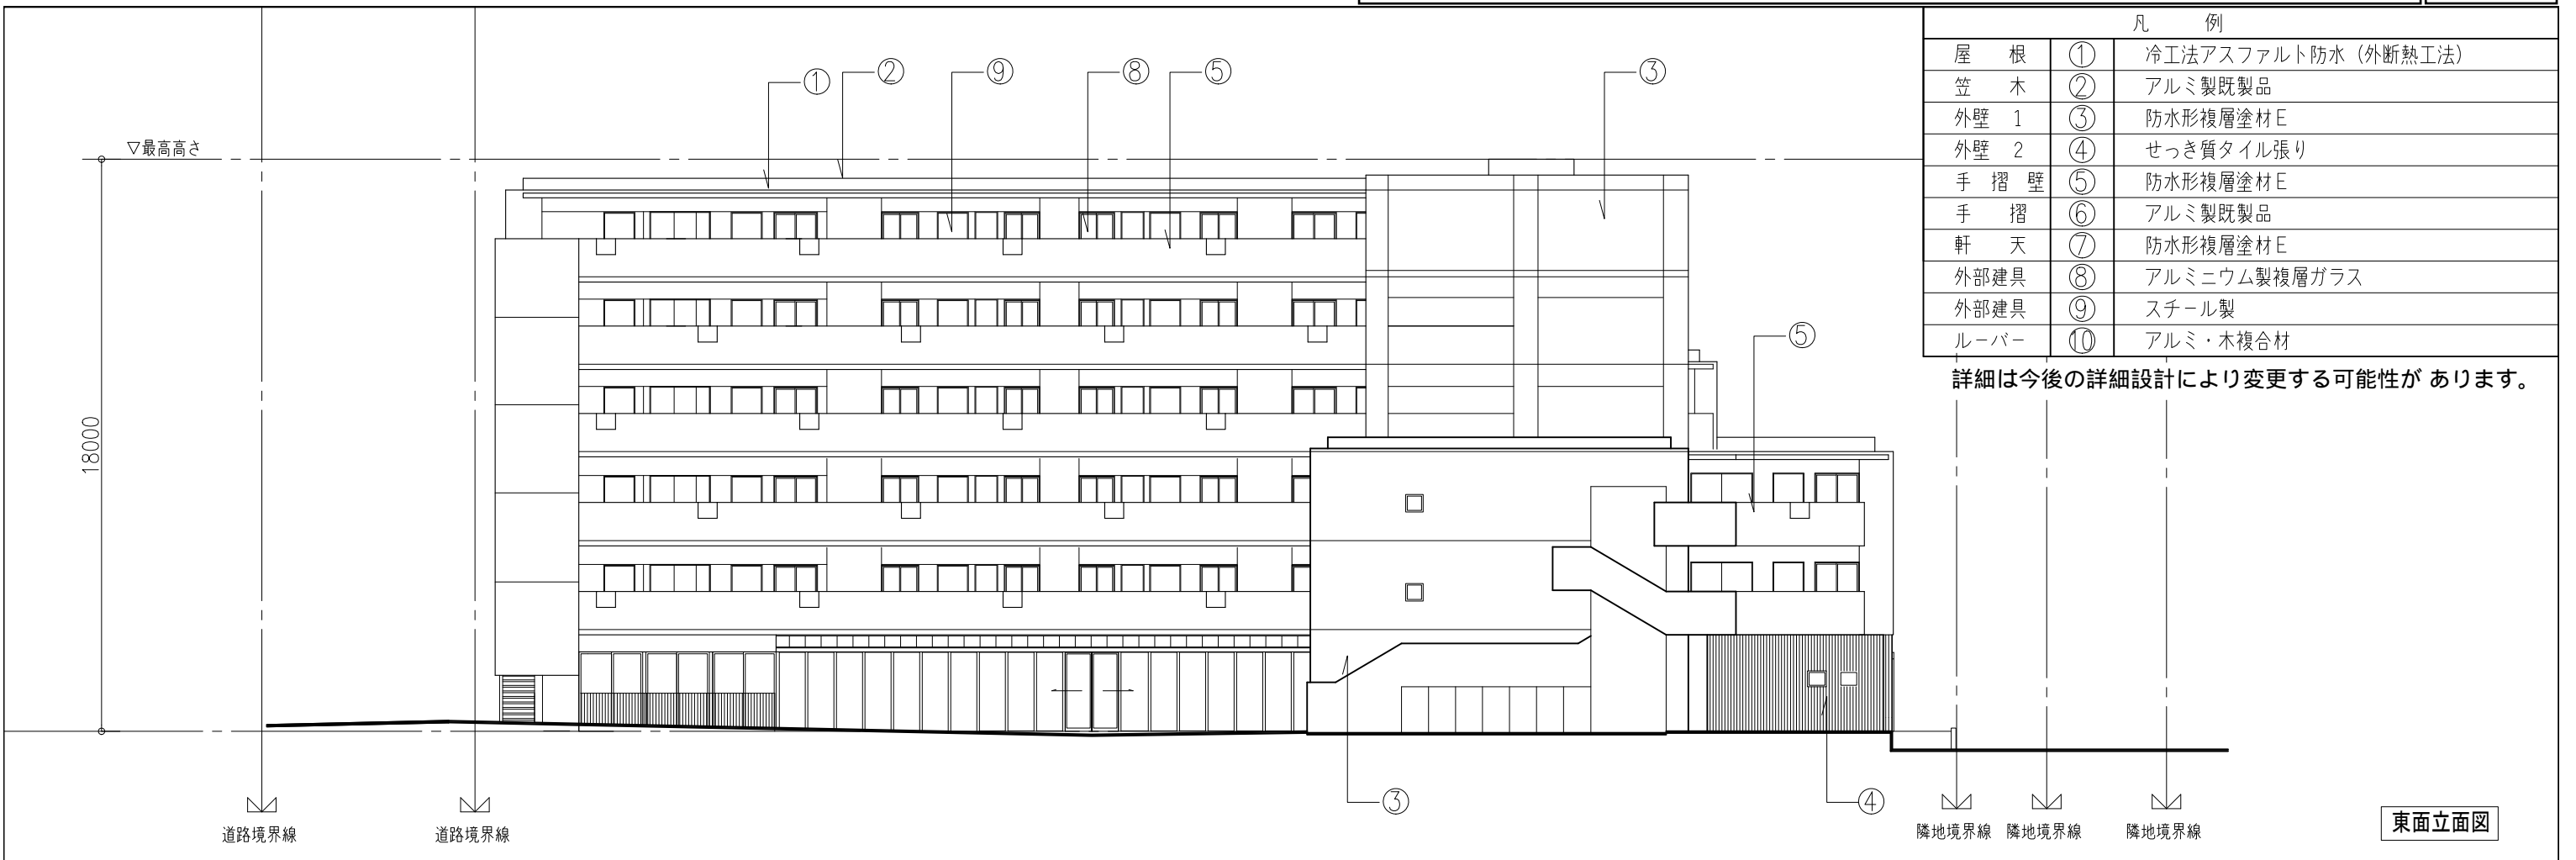 凡　例
屋　根 ① 冷工法アスファルト防水（外断熱工法）
笠　木 ② アルミ製既製品
外壁　1 ③ 防水形複層塗材E
外壁　2 ④ せっき質タイル張り
手　摺　壁 ⑤ 防水形複層塗材E
手　摺 ⑥ アルミ製既製品
軒　天 ⑦ 防水形複層塗材E
外部建具 ⑧ アルミニウム製複層ガラス
外部建具 ⑨ スチール製
ルーバー ⑩ アルミ・木複合材
詳細は今後の詳細設計により変更する可能性が あります。
① ② ⑨ ⑧ ⑤ ③
▽最高高さ
⑤
18000
③ ④
道路境界線 道路境界線 隣地境界線 隣地境界線 隣地境界線
東面立面図